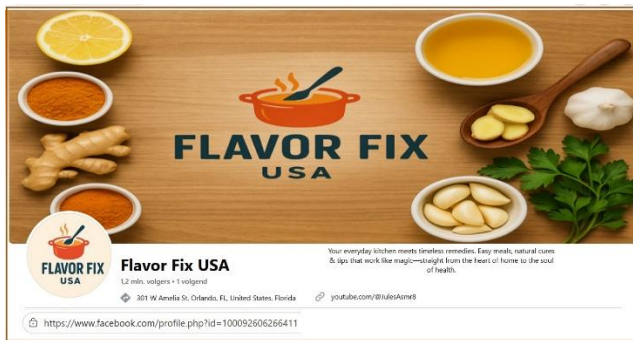 FLAVOR FIX
USA
FLAVOR FIX
USA
Flavor Fix USA
1,2 mln. volgers • 1 volgend
301 W Amelia St, Orlando, FL, United States, Florida
Your everyday kitchen meets timeless remedies. Easy meals, natural cures
& tips that work like magic—straight from the heart of home to the soul
of health.
youtube.com/@JulesAsmr8
https://www.facebook.com/profile.php?id=100092606266411